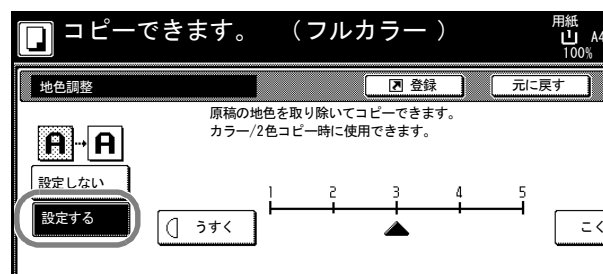 コピーできます。 (フルカラー)
用紙
A4
100%
地色調整
登録
元に戻す
原稿の地色を取り除いてコピーできます。
カラー/2色コピー時に使用できます。
A
A
設定しない
設定する
1 2 3 4 5
うすく
こく